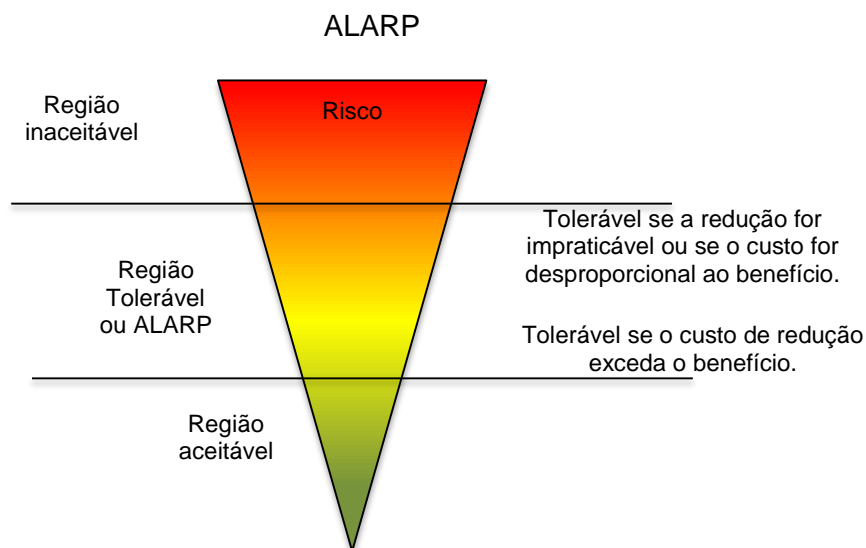 ALARP
Região
inaceitável
Risco
Tolerável se a redução for
impraticável ou se o custo for
desproporcional ao benefício.
Região
Tolerável
ou ALARP
Tolerável se o custo de redução
exceda o benefício.
Região
aceitável